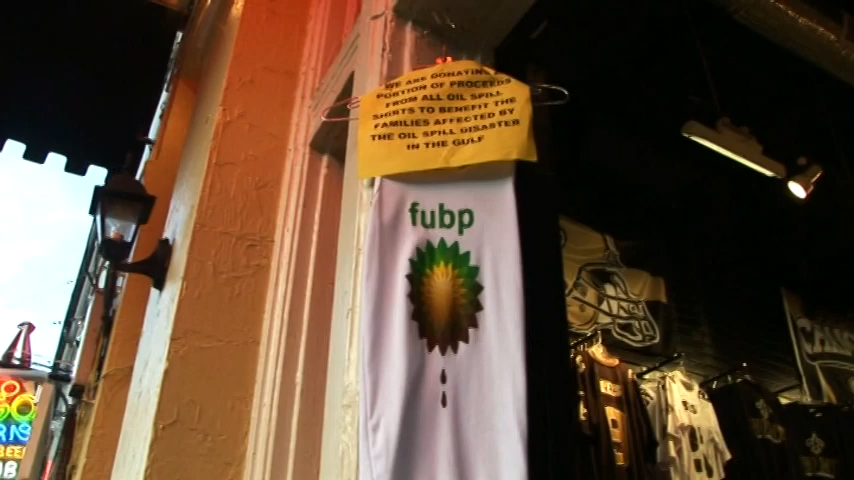 WE ARE DONATING A
PORTION OF PROCEEDS
FROM ALL OIL SPILL
SHIRTS TO BENEFIT THE
FAMILIES AFFECTED BY
THE OIL SPILL DISASTER
IN THE GULF
fubp